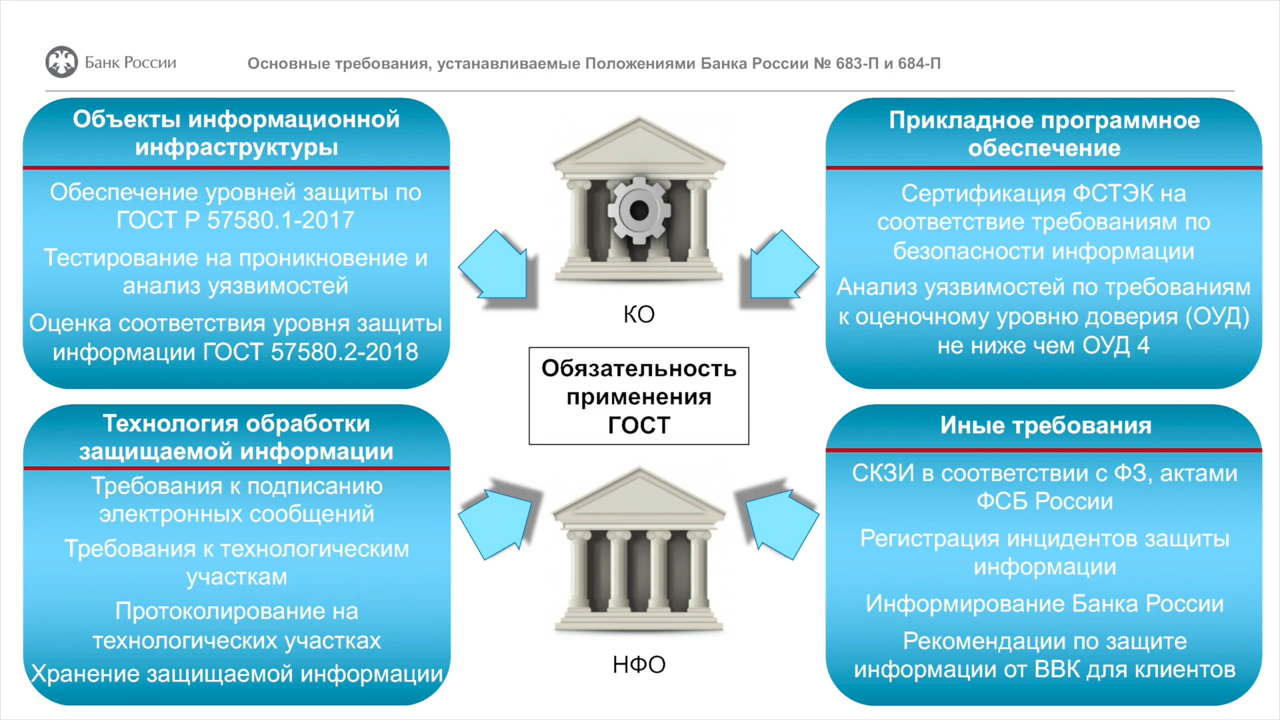 Банк России
Основные требования, устанавливаемые Положениями Банка России № 683-П и 684-П
Объекты информационной
инфраструктуры
Обеспечение уровней защиты по
ГОСТ Р 57580.1-2017
Тестирование на проникновение и
анализ уязвимостей
Оценка соответствия уровня защиты
информации ГОСТ 57580.2-2018
КО
Прикладное программное
обеспечение
Сертификация ФСТЭК на
соответствие требованиям по
безопасности информации
Анализ уязвимостей по требованиям
к оценочному уровню доверия (ОУД)
не ниже чем ОУД 4
Обязательность
применения
ГОСТ
Технология обработки
защищаемой информации
Требования к подписанию
электронных сообщений
Требования к технологическим
участкам
Протоколирование на
технологических участках
Хранение защищаемой информации
НФО
Иные требования
СКЗИ в соответствии с ФЗ, актами
ФСБ России
Регистрация инцидентов защиты
информации
Информирование Банка России
Рекомендации по защите
информации от ВВК для клиентов